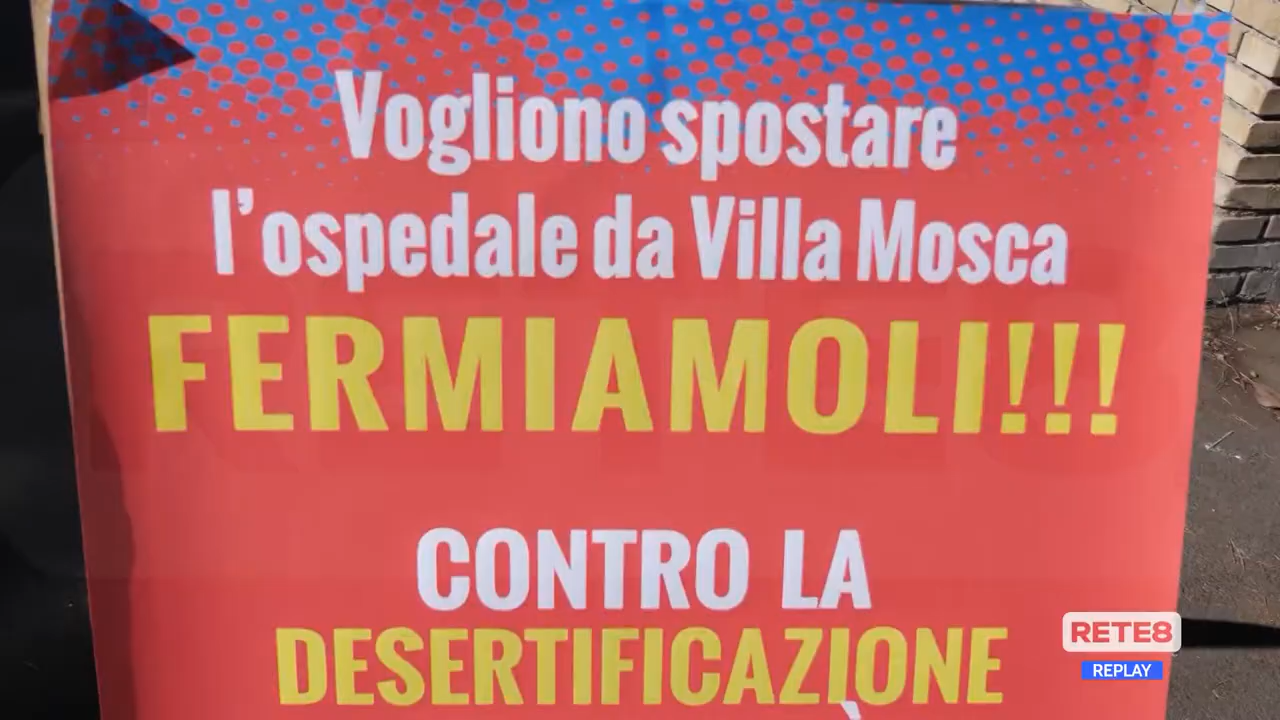 Vogliono spostare
l'ospedale da Villa Mosca
FERMIAMOLI!!!
CONTRO LA
DESERTIFICAZIONE
RETE8
REPLAY